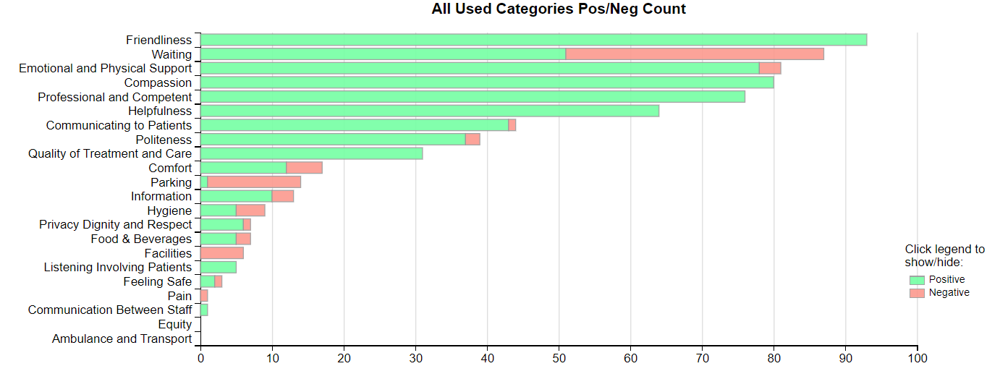 All Used Categories Pos/Neg Count
Friendliness
Waiting
Emotional and Physical Support
Compassion
Professional and Competent
Helpfulness
Communicating to Patients
Politeness
Quality of Treatment and Care
Comfort
Parking
Information
Hygiene
Privacy Dignity and Respect
Food & Beverages
Facilities
Listening Involving Patients
Feeling Safe
Pain
Communication Between Staff
Equity
Ambulance and Transport
0 10 20 30 40 50 60 70 80 90 100
Click legend to
show/hide:
Positive
Negative